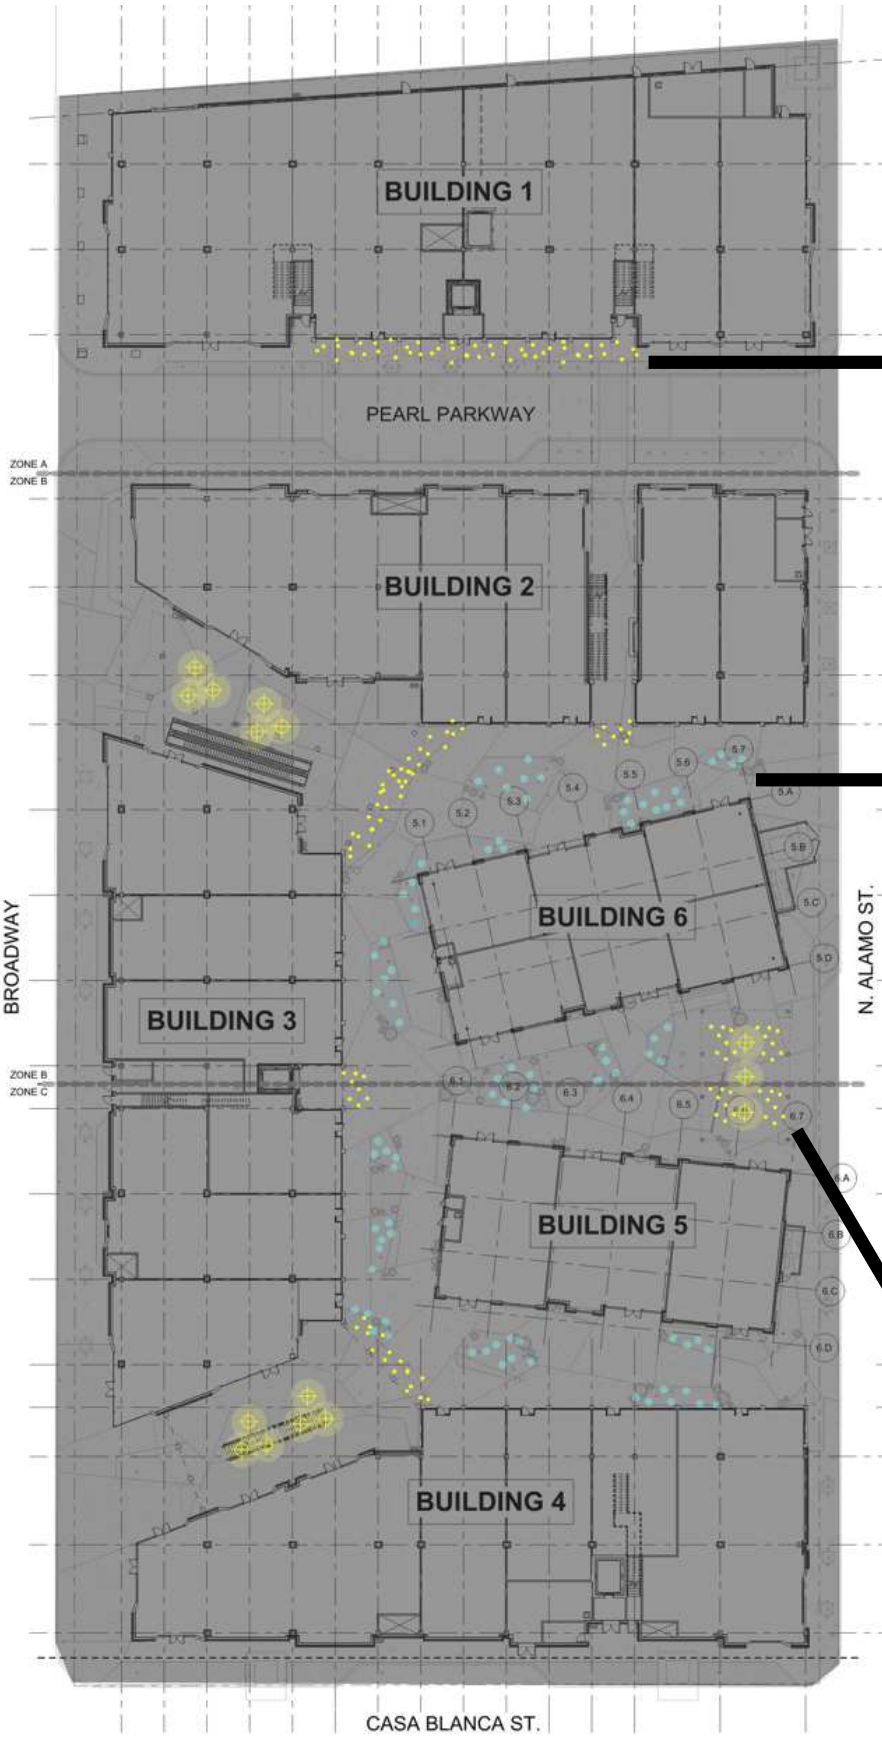 BUILDING 1
PEARL PARKWAY
ZONE A
ZONE B
BUILDING 2
5.7
5.6
5.5
5.4
5.A
5.3
5.2
5.1
5.B
BROADWAY
5.C
N. ALAMO ST.
BUILDING 6
5.D
BUILDING 3
ZONE B
ZONE C
6.1
6.2
6.3
6.4
6.5
6.7
6.A
BUILDING 5
6.B
6.C
6.D
BUILDING 4
CASA BLANCA ST.